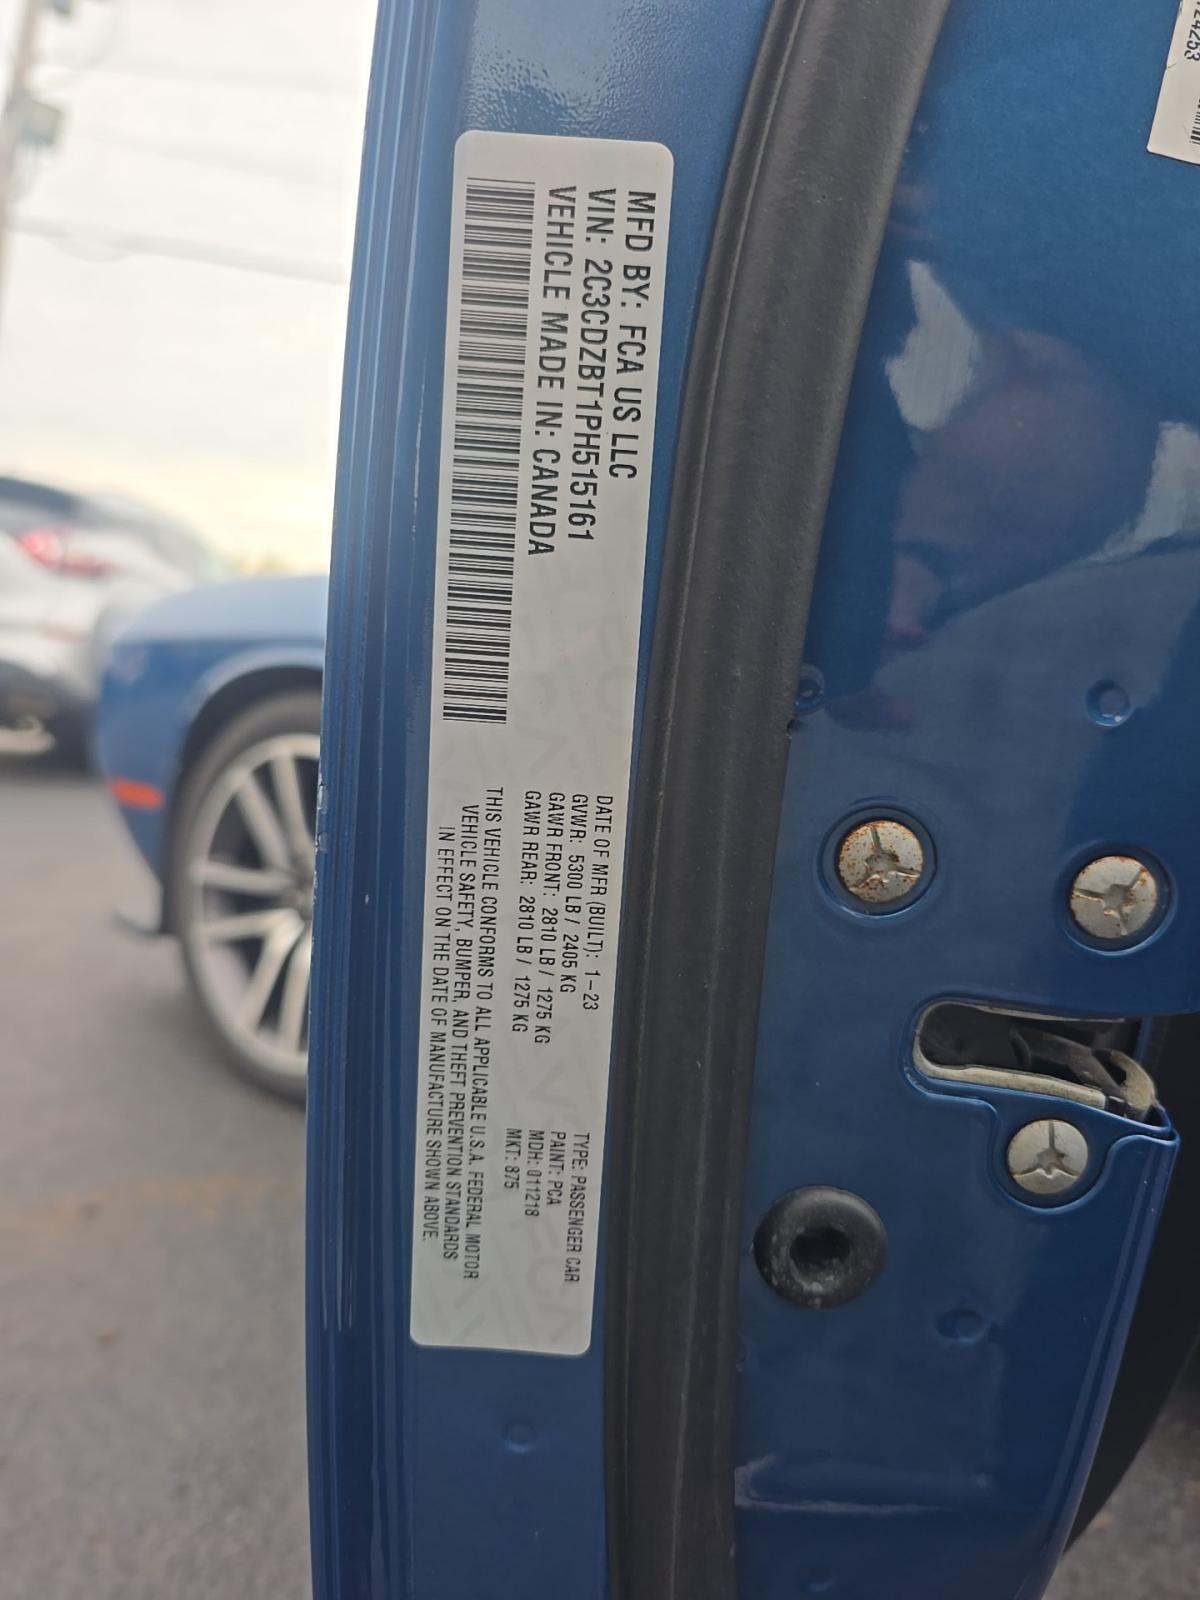 MFD BY: FCA US LLC
VIN: 2C3CDZBT1PH515161
VEHICLE MADE IN: CANADA
DATE OF MFR (BUILT): 1-23
GVWR: 5300 LB / 2405 KG
GAWR FRONT: 2810 LB / 1275 KG
GAWR REAR: 2810 LB / 1275 KG
TYPE: PASSENGER CAR
PAINT: PCA
MDH: 011218
MKT: 875
THIS VEHICLE CONFORMS TO ALL APPLICABLE U.S.A. FEDERAL MOTOR
VEHICLE SAFETY, BUMPER, AND THEFT PREVENTION STANDARDS
IN EFFECT ON THE DATE OF MANUFACTURE SHOWN ABOVE.